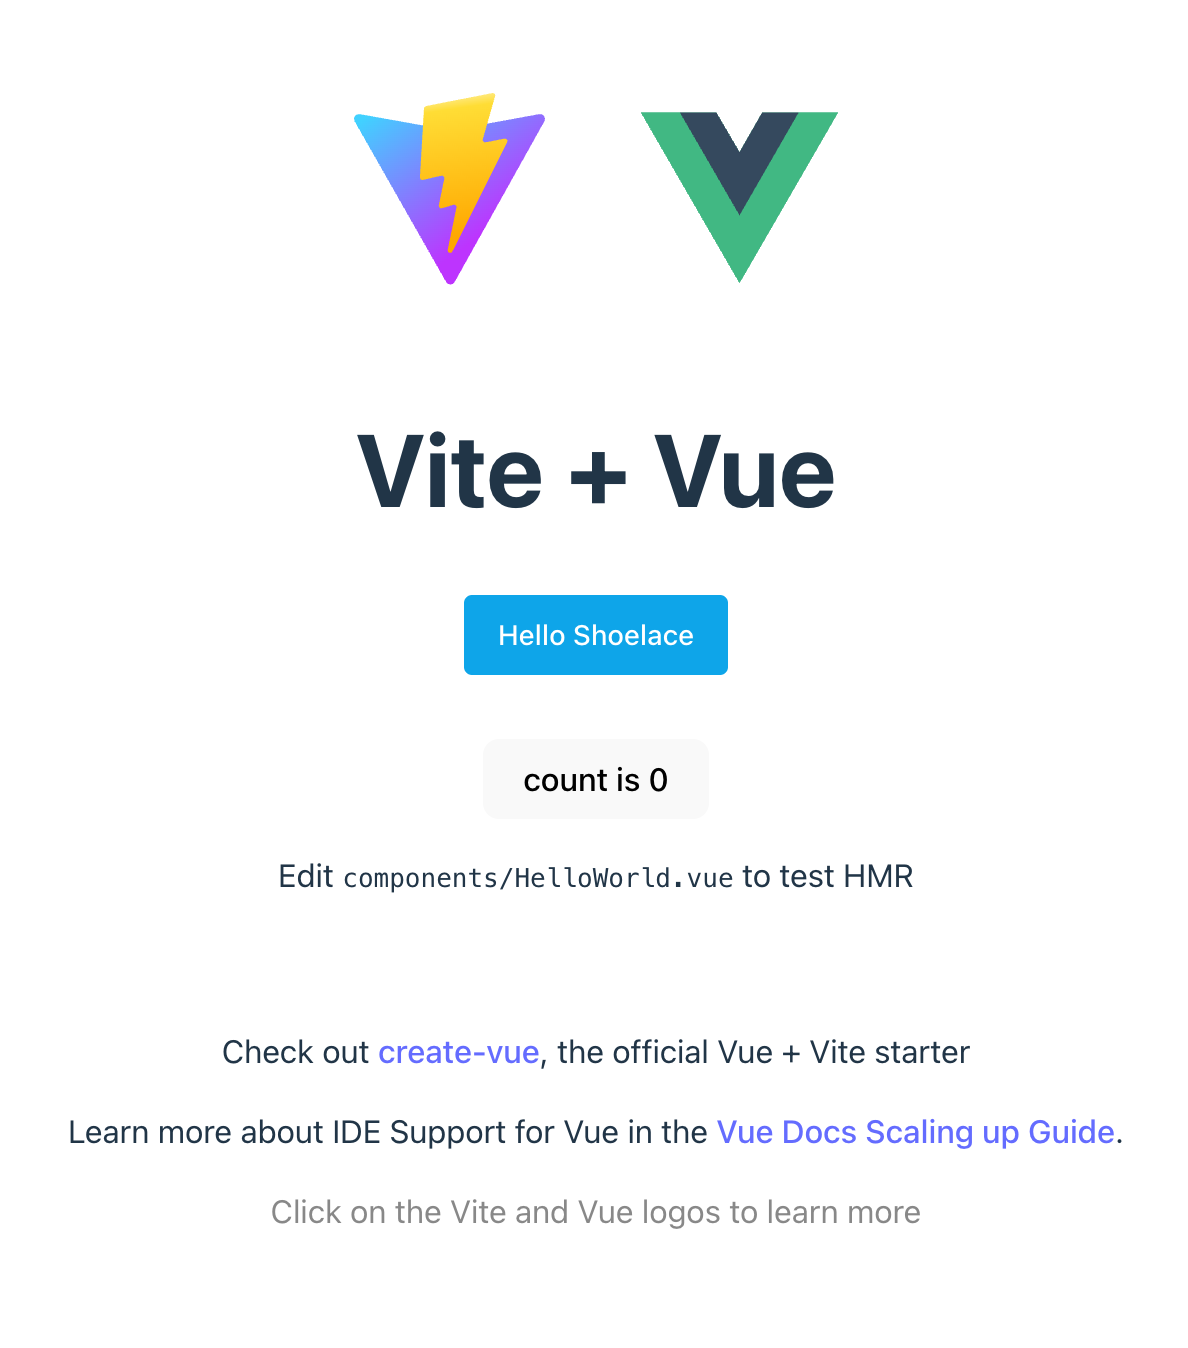 Vite + Vue
Hello Shoelace
count is 0
Edit components/HelloWorld.vue to test HMR
Check out create-vue, the official Vue + Vite starter
Learn more about IDE Support for Vue in the Vue Docs Scaling up Guide.
Click on the Vite and Vue logos to learn more